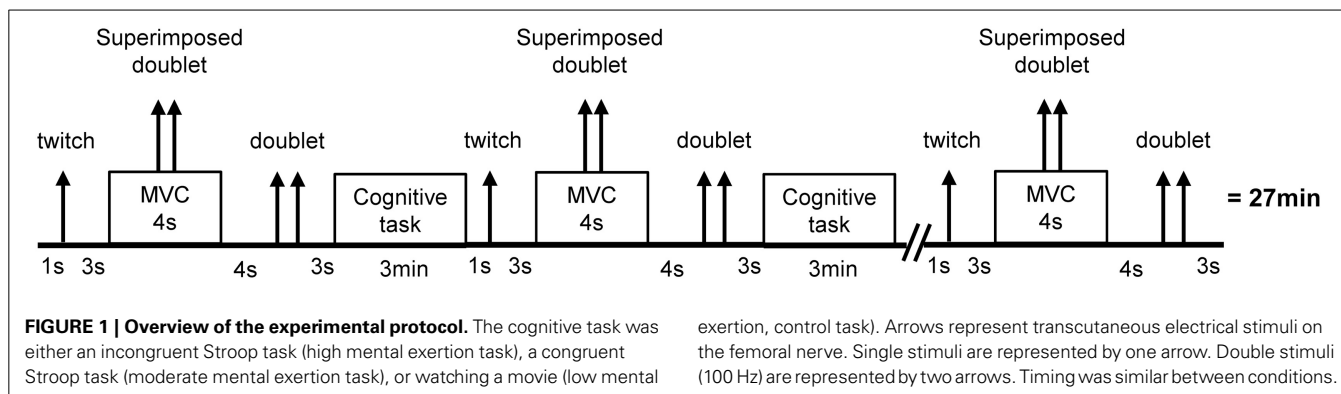 Superimposed
doublet
Superimposed
doublet
Superimposed
doublet
twitch
doublet
twitch
doublet
twitch
doublet
MVC
4s
Cognitive
task
MVC
4s
Cognitive
task
MVC
4s
= 27min
1s 3s 4s 3s 3min 1s 3s 4s 3s 3min 1s 3s 4s 3s
FIGURE 1 | Overview of the experimental protocol. The cognitive task was
either an incongruent Stroop task (high mental exertion task), a congruent
Stroop task (moderate mental exertion task), or watching a movie (low mental
exertion, control task). Arrows represent transcutaneous electrical stimuli on
the femoral nerve. Single stimuli are represented by one arrow. Double stimuli
(100 Hz) are represented by two arrows. Timing was similar between conditions.